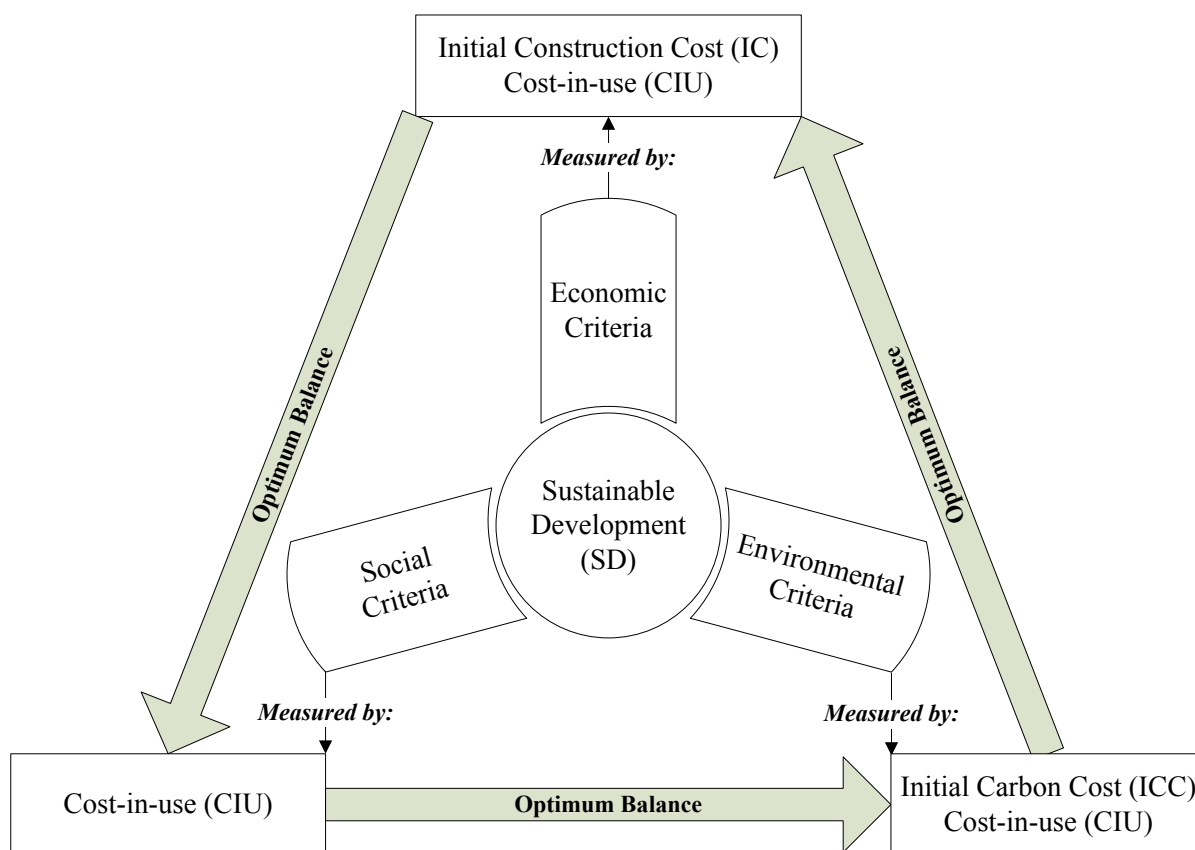 Initial Construction Cost (IC)
Cost-in-use (CIU)
Measured by:
Economic
Criteria
Optimum Balance
Optimum Balance
Sustainable
Development
(SD)
Social
Criteria
Environmental
Criteria
Measured by:
Measured by:
Cost-in-use (CIU)
Optimum Balance
Initial Carbon Cost (ICC)
Cost-in-use (CIU)